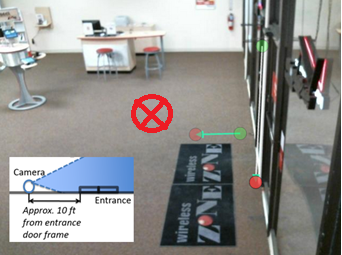 wireless
ZONE
wireless
ZONE
Camera
Entrance
Approx. 10 ft
from entrance
door frame